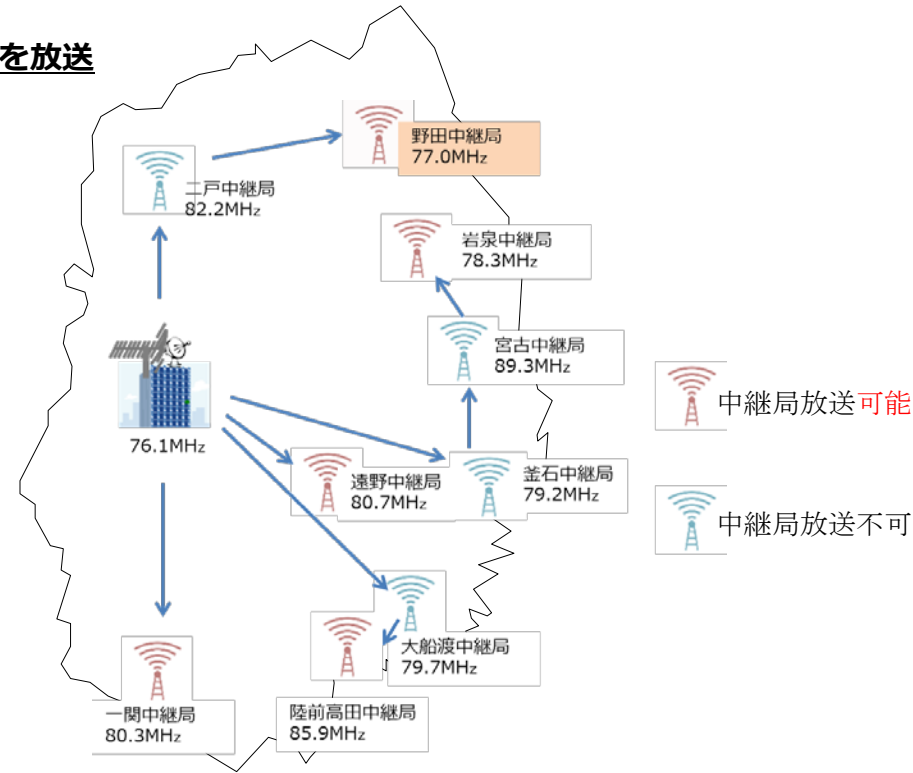 を放送
野田中継局
77.0MHz
二戸中継局
82.2MHz
岩泉中継局
78.3MHz
宮古中継局
89.3MHz
中継局放送可能
76.1MHz
遠野中継局
80.7MHz
釜石中継局
79.2MHz
中継局放送不可
大船渡中継局
79.7MHz
一関中継局
80.3MHz
陸前高田中継局
85.9MHz